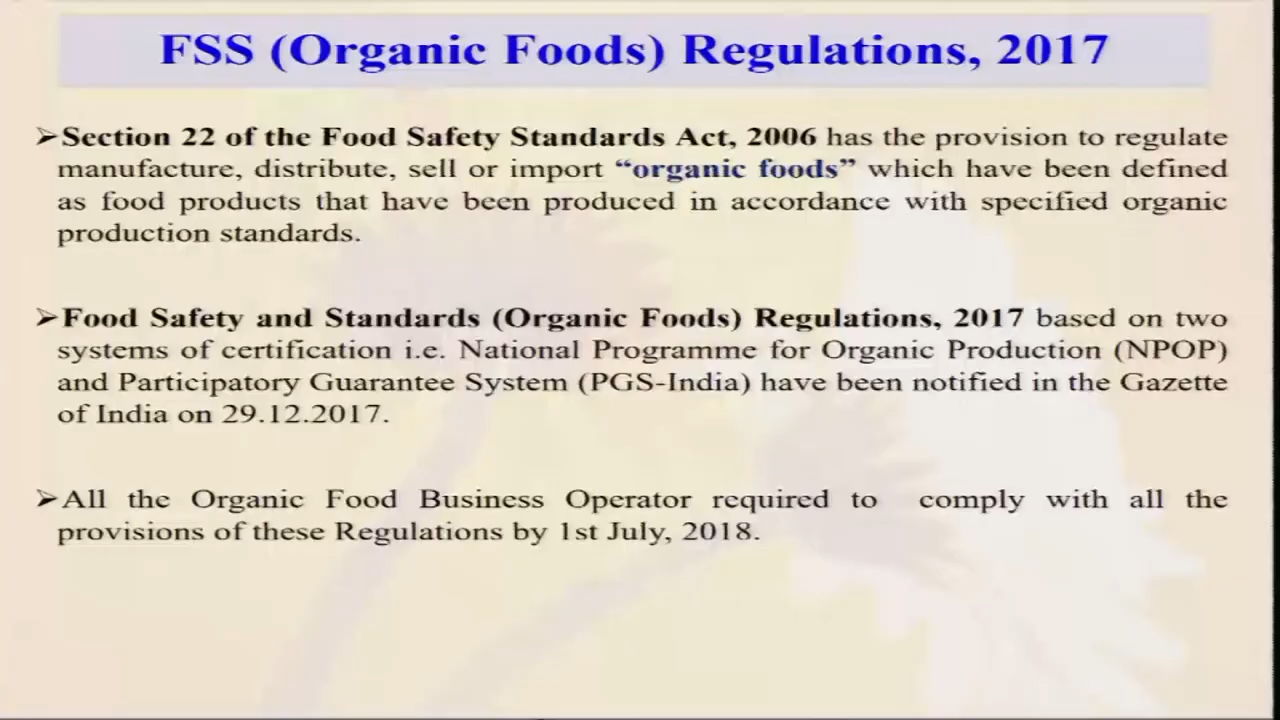 FSS (Organic Foods) Regulations, 2017
➢Section 22 of the Food Safety Standards Act, 2006 has the provision to regulate
manufacture, distribute, sell or import “organic foods” which have been defined
as food products that have been produced in accordance with specified organic
production standards.
➢Food Safety and Standards (Organic Foods) Regulations, 2017 based on two
systems of certification i.e. National Programme for Organic Production (NPOP)
and Participatory Guarantee System (PGS-India) have been notified in the Gazette
of India on 29.12.2017.
➢All the Organic Food Business Operator required to comply with all the
provisions of these Regulations by 1st July, 2018.